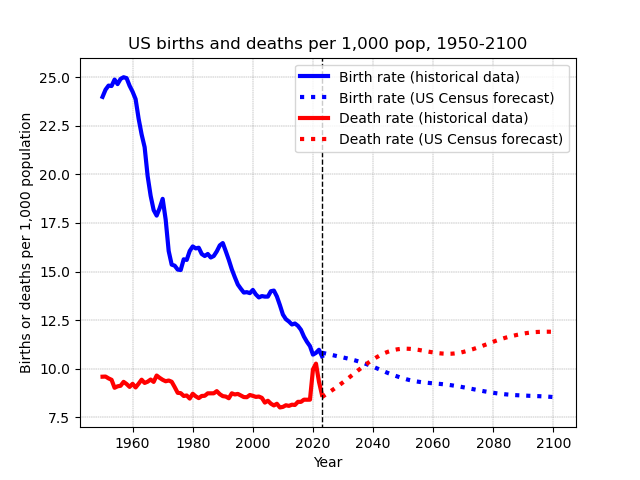 US births and deaths per 1,000 pop, 1950-2100
Birth rate (historical data)
Birth rate (US Census forecast)
Death rate (historical data)
Death rate (US Census forecast)
Births or deaths per 1,000 population
25.0
22.5
20.0
17.5
15.0
12.5
10.0
7.5
1960 1980 2000 2020 2040 2060 2080 2100
Year